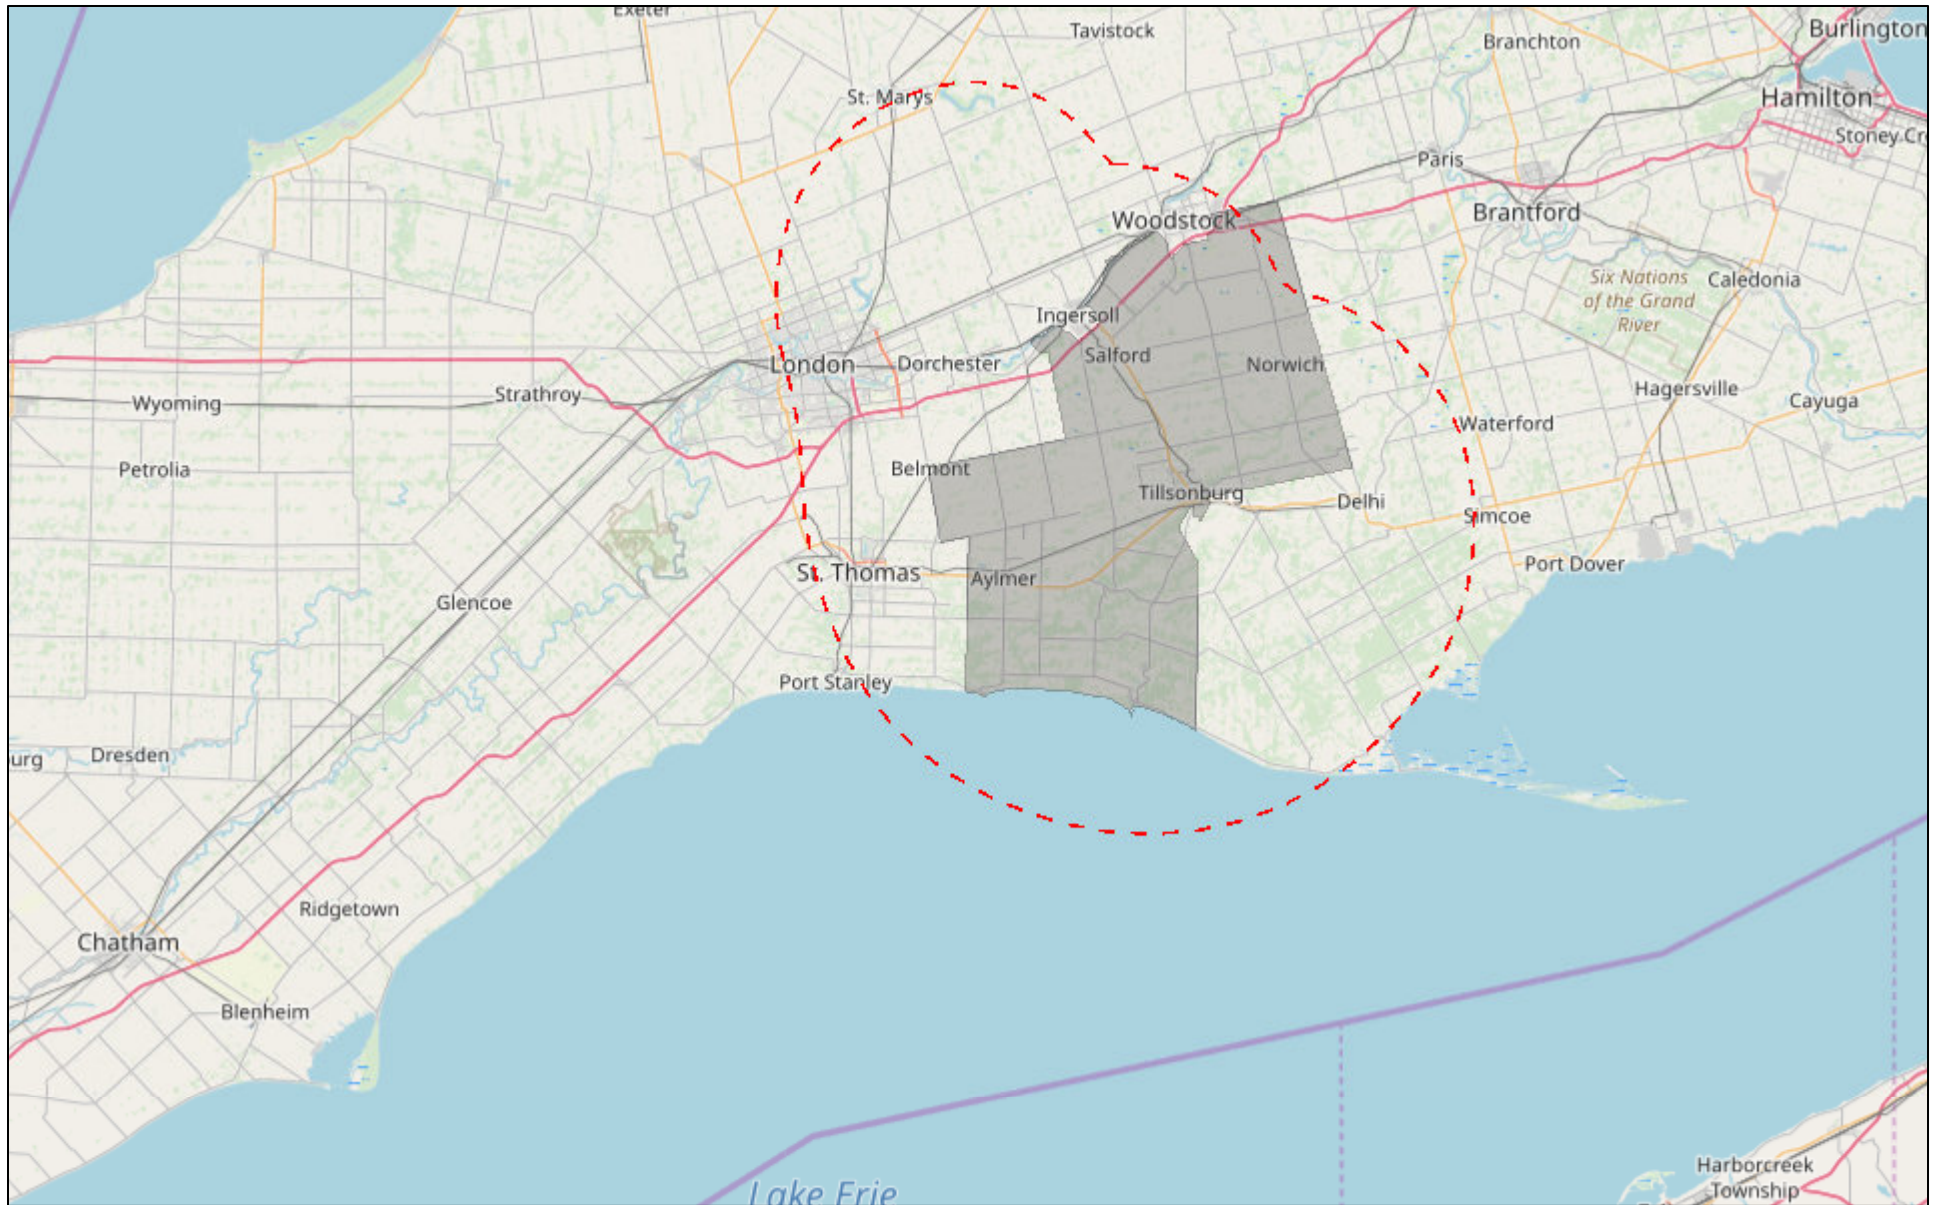 Exeter
Tavistock
Branchton
Burlington
St. Marys
Hamilton
Stoney Cr
Paris
Woodstock
Brantford
Six Nations
of the Grand
River
Caledonia
Ingersoll
London
Dorchester
Salford
Norwich
Strathroy
Wyoming
Hagersville
Cayuga
Waterford
Petrolia
Belmont
Tillsonburg
Delhi
Simcoe
St. Thomas
Aylmer
Port Dover
Glencoe
Port Stanley
urg
Dresden
Ridgetown
Chatham
Blenheim
Harborcreek
Township
Lake Erie